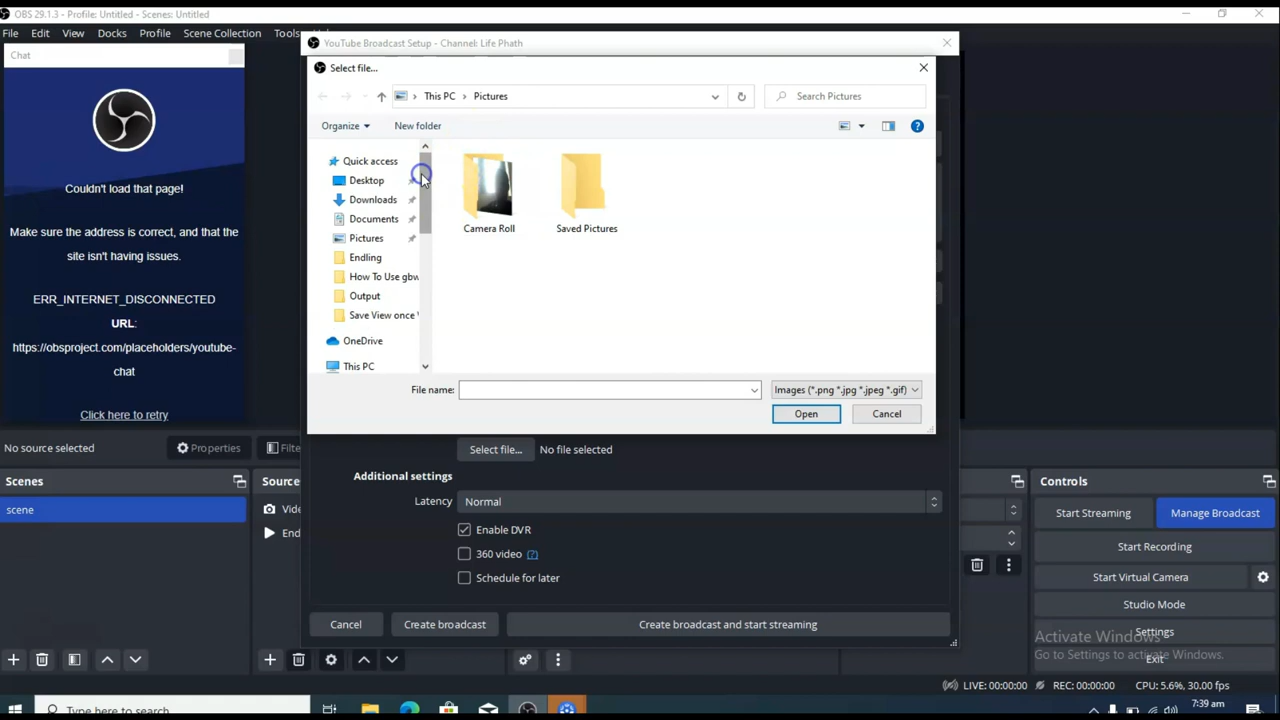 OBS 29.1.3 - Profile: Untitled - Scenes: Untitled
File Edit View Docks Profile Scene Collection Tools
Chat
Couldn't load that page!
Make sure the address is correct, and that the
site isn't having issues.
ERR_INTERNET_DISCONNECTED
URL:
https://obsproject.com/placeholders/youtube-
chat
Click here to retry
YouTube Broadcast Setup - Channel: Life Phath
Select file...
This PC > Pictures
Search Pictures
Organize New folder
Quick access
Desktop
Downloads
Documents
Pictures
Endling
How To Use gbw
Output
Save View once
OneDrive
This PC
Camera Roll Saved Pictures
File name:
Images (*.png *.jpg *.jpeg *.gif)
Open Cancel
Select file... No file selected
Additional settings
Latency Normal
Enable DVR
360 video (?)
Schedule for later
Cancel Create broadcast Create broadcast and start streaming
No source selected Properties Filte
Scenes
scene
Source
Vide
End
Controls
Start Streaming Manage Broadcast
Start Recording
Start Virtual Camera
Studio Mode
Settings
Exit
Activate Windows
Go to Settings to activate Windows.
LIVE: 00:00:00 REC: 00:00:00 CPU: 5.6%, 30.00 fps
Type here to search
7:39 am